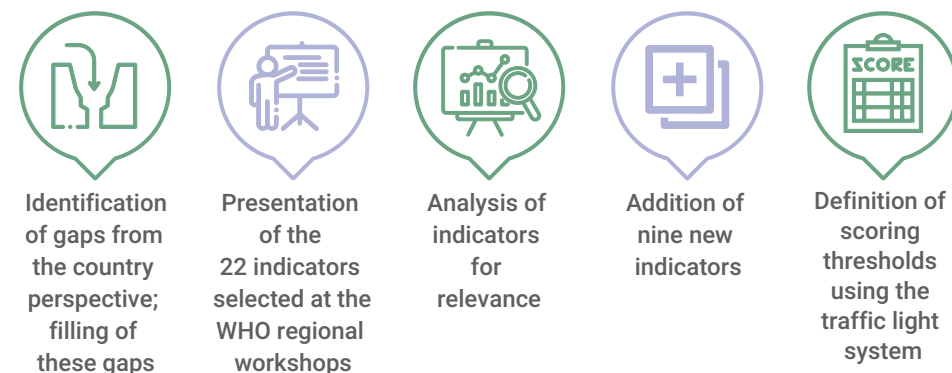 Identification
of gaps from
the country
perspective;
filling of
these gaps
Presentation
of the
22 indicators
selected at the
WHO regional
workshops
Analysis of
indicators
for
relevance
Addition of
nine new
indicators
SCORE
Definition of
scoring
thresholds
using the
traffic light
system